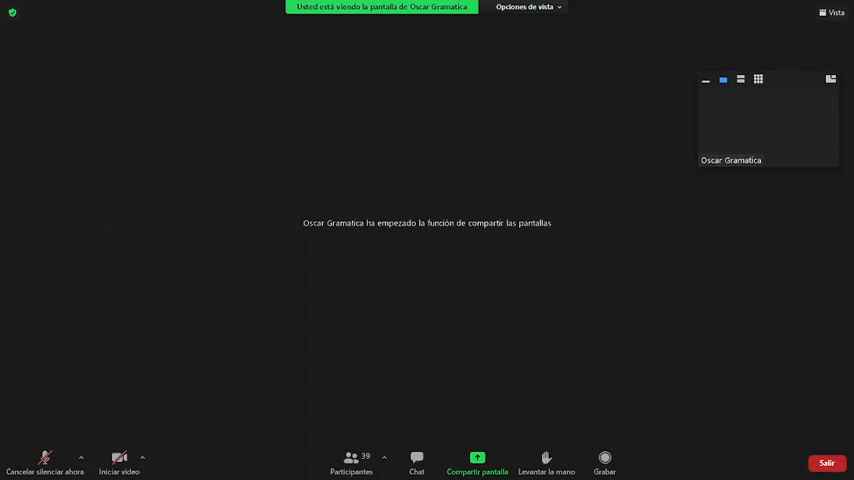 Usted está viendo la pantalla de Oscar Gramatica
Opciones de vista
Vista
Oscar Gramatica
Oscar Gramatica ha empezado la función de compartir las pantallas
Cancelar silenciar ahora
Iniciar video
39
Participantes
Chat
Compartir pantalla
Levantar la mano
Grabar
Salir